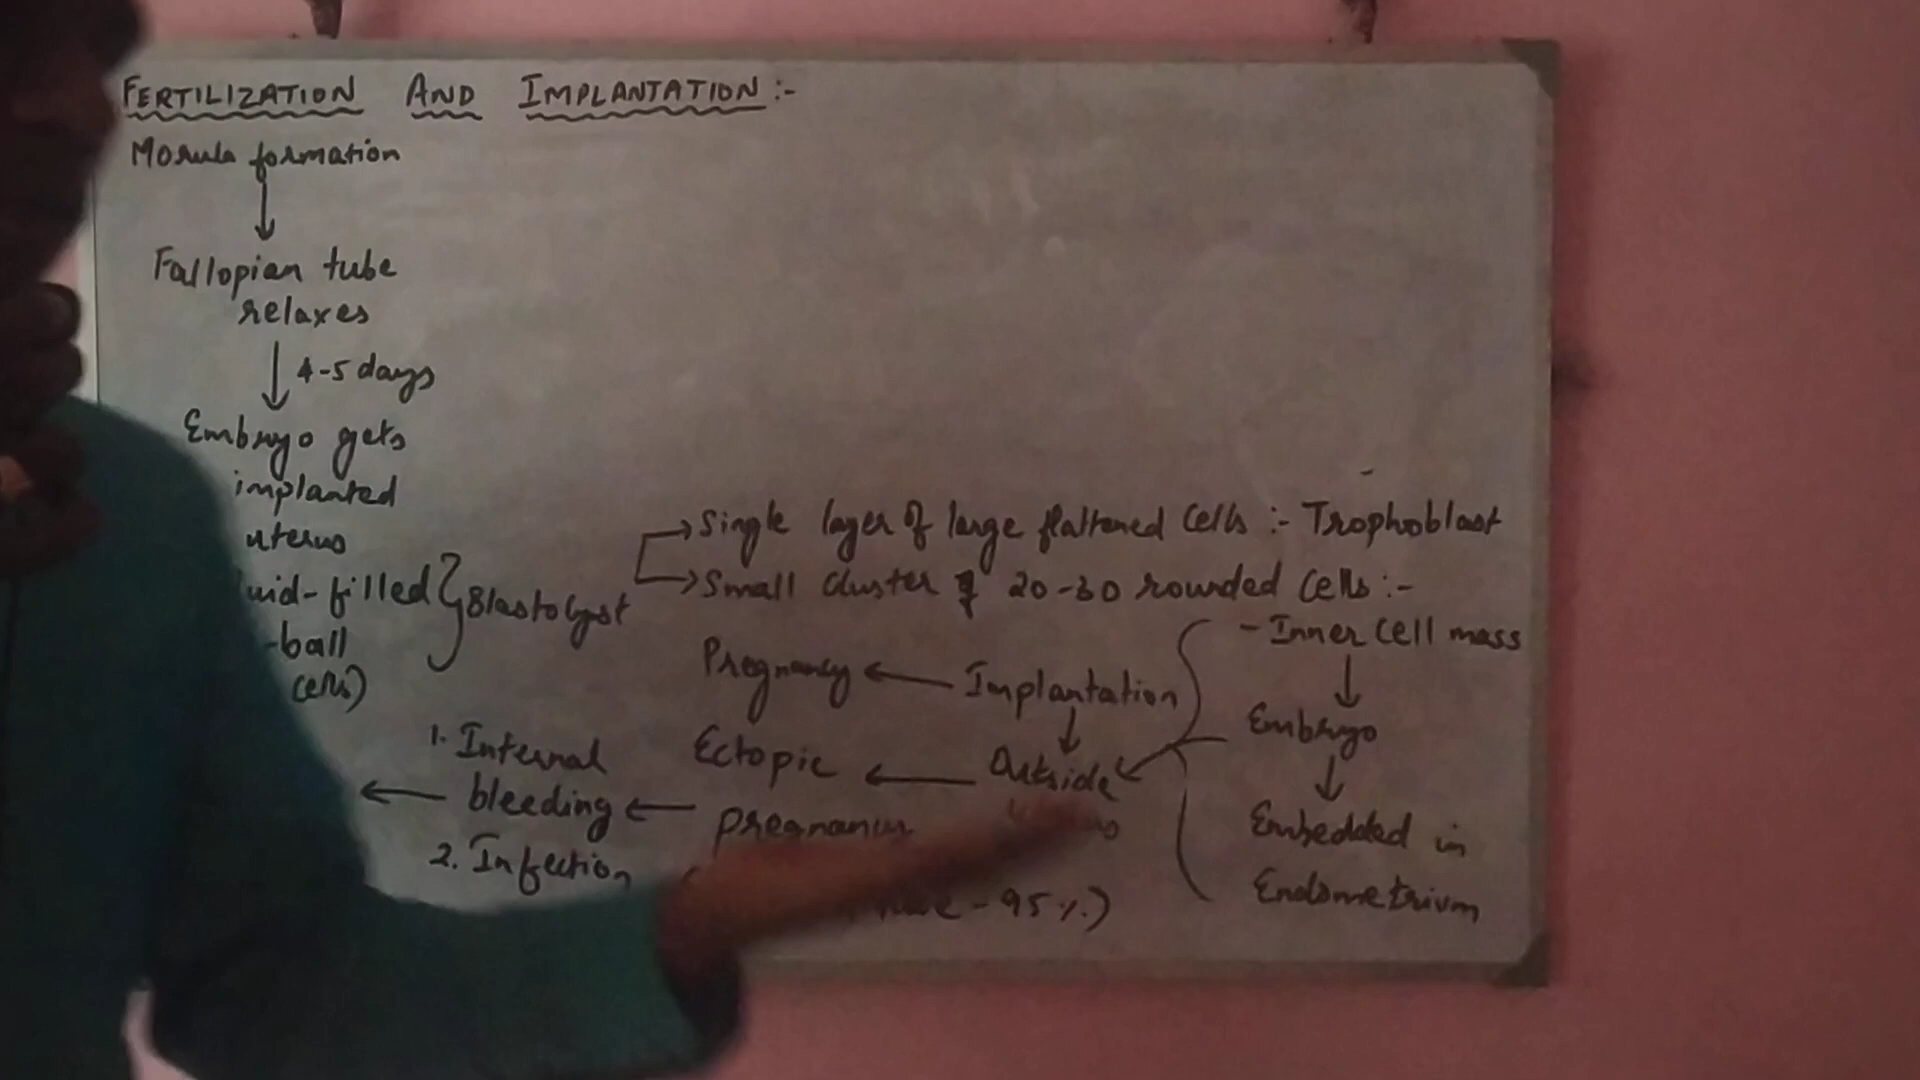 FERTILIZATION AND IMPLANTATION :-
Morula formation
Fallopian tube
relaxes
4-5 days
Embryo gets
implanted
uterus
-filled
-ball
cells)
Blastocyst
Single layer of large flattened cells :- Trophoblast
Small cluster of 20-30 rounded cells :-
- Inner cell mass
Embryo
Embedded in
Endometrium
Implantation
Pregnancy
Outside
Ectopic
pregnancy
- 95%)
1. Internal
bleeding
2. Infection